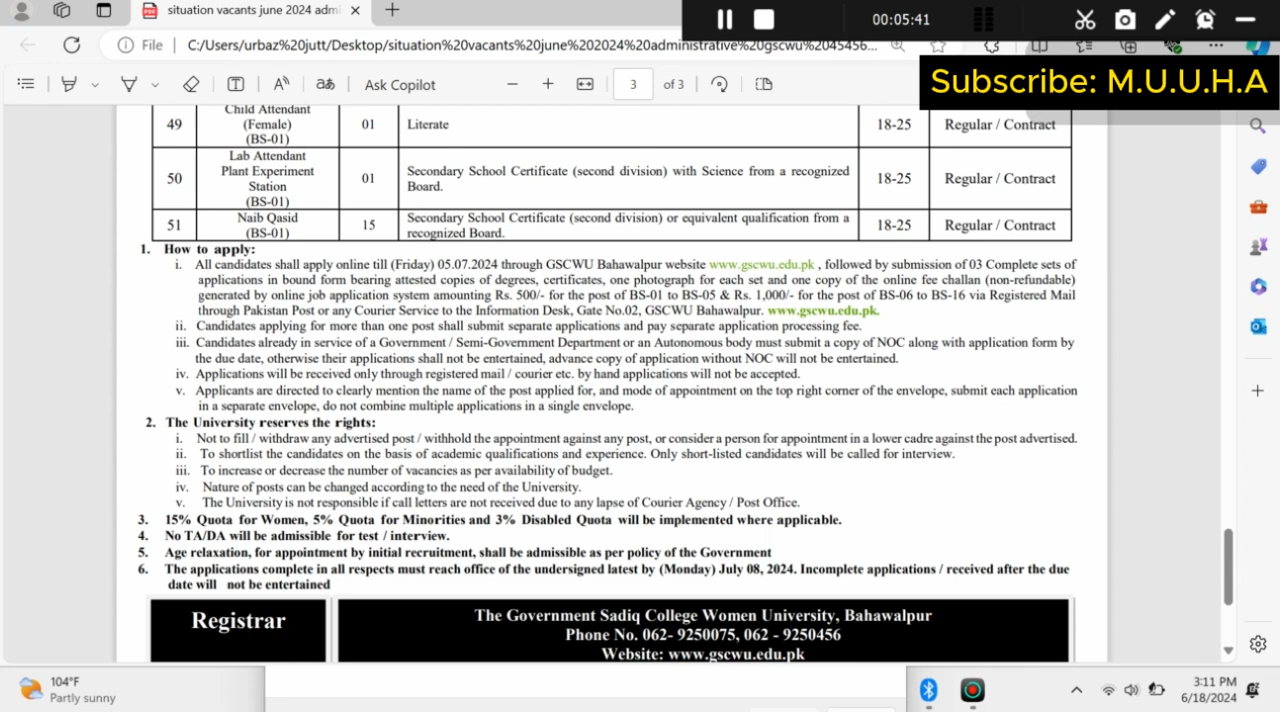 situation vacants june 2024 admi
00:05:41
File
C:/Users/urbaz%20jutt/Desktop/situation%20vacants%20june%202024%20administrative%20gscwu%2045456...
Subscribe: M.U.U.H.A
Ask Copilot
3
of 3
49
Child Attendant
(Female)
(BS-01)
01
Literate
18-25
Regular / Contract
50
Lab Attendant
Plant Experiment
Station
(BS-01)
01
Secondary School Certificate (second division) with Science from a recognized
Board.
18-25
Regular / Contract
51
Naib Qasid
(BS-01)
15
Secondary School Certificate (second division) or equivalent qualification from a
recognized Board.
18-25
Regular / Contract
1. How to apply:
i. All candidates shall apply online till (Friday) 05.07.2024 through GSCWU Bahawalpur website www.gscwu.edu.pk , followed by submission of 03 Complete sets of
applications in bound form bearing attested copies of degrees, certificates, one photograph for each set and one copy of the online fee challan (non-refundable)
generated by online job application system amounting Rs. 500/- for the post of BS-01 to BS-05 & Rs. 1,000/- for the post of BS-06 to BS-16 via Registered Mail
through Pakistan Post or any Courier Service to the Information Desk, Gate No.02, GSCWU Bahawalpur. www.gscwu.edu.pk.
ii. Candidates applying for more than one post shall submit separate applications and pay separate application processing fee.
iii. Candidates already in service of a Government / Semi-Government Department or an Autonomous body must submit a copy of NOC along with application form by
the due date, otherwise their applications shall not be entertained, advance copy of application without NOC will not be entertained.
iv. Applications will be received only through registered mail / courier etc. by hand applications will not be accepted.
v. Applicants are directed to clearly mention the name of the post applied for, and mode of appointment on the top right corner of the envelope, submit each application
in a separate envelope, do not combine multiple applications in a single envelope.
2. The University reserves the rights:
i. Not to fill / withdraw any advertised post / withhold the appointment against any post, or consider a person for appointment in a lower cadre against the post advertised.
ii. To shortlist the candidates on the basis of academic qualifications and experience. Only short-listed candidates will be called for interview.
iii. To increase or decrease the number of vacancies as per availability of budget.
iv. Nature of posts can be changed according to the need of the University.
v. The University is not responsible if call letters are not received due to any lapse of Courier Agency / Post Office.
3. 15% Quota for Women, 5% Quota for Minorities and 3% Disabled Quota will be implemented where applicable.
4. No TA/DA will be admissible for test / interview.
5. Age relaxation, for appointment by initial recruitment, shall be admissible as per policy of the Government
6. The applications complete in all respects must reach office of the undersigned latest by (Monday) July 08, 2024. Incomplete applications / received after the due
date will not be entertained
Registrar
The Government Sadiq College Women University, Bahawalpur
Phone No. 062- 9250075, 062 - 9250456
Website: www.gscwu.edu.pk
104°F
Partly sunny
3:11 PM
6/18/2024